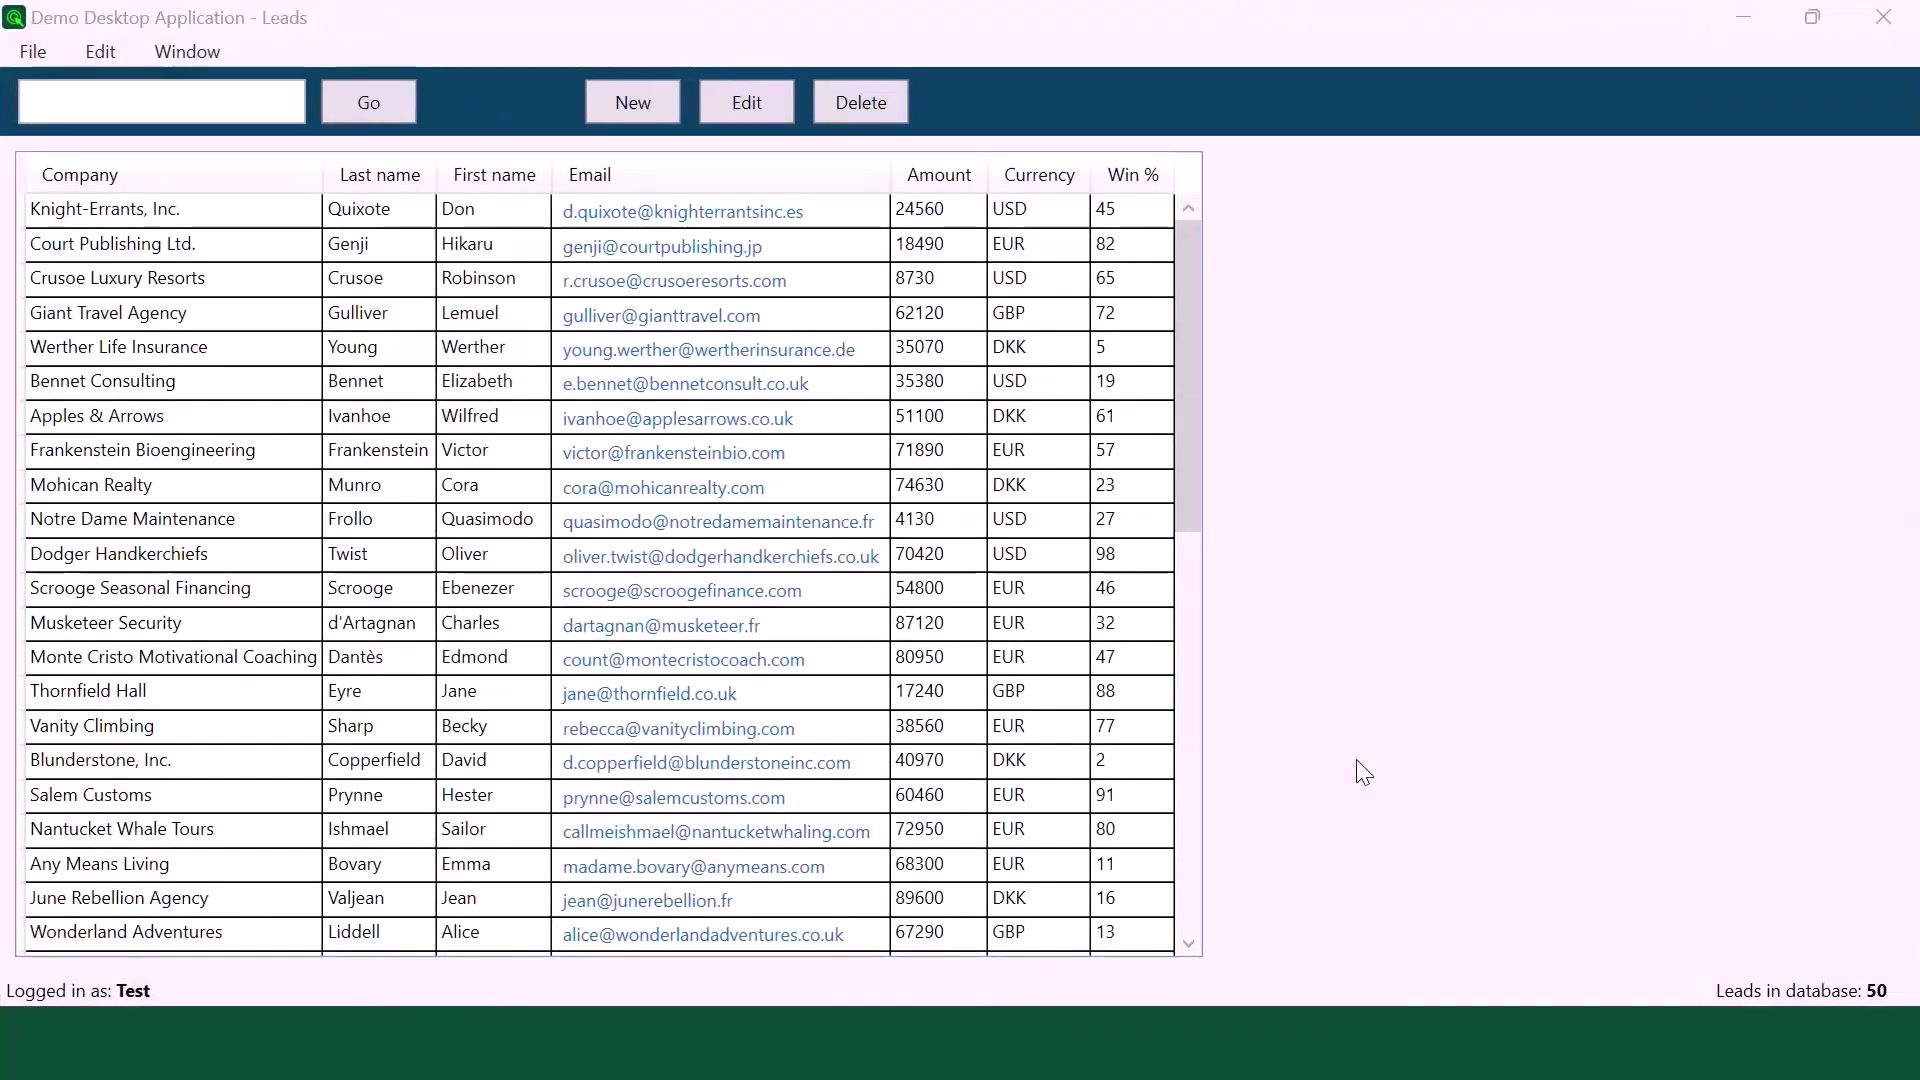 Demo Desktop Application - Leads
File Edit Window
Go New Edit Delete
Company Last name First name Email Amount Currency Win %
Knight-Errants, Inc. Quixote Don d.quixote@knighterrantsinc.es 24560 USD 45
Court Publishing Ltd. Genji Hikaru genji@courtpublishing.jp 18490 EUR 82
Crusoe Luxury Resorts Crusoe Robinson r.crusoe@crusoeresorts.com 8730 USD 65
Giant Travel Agency Gulliver Lemuel gulliver@gianttravel.com 62120 GBP 72
Werther Life Insurance Young Werther young.werther@wertherinsurance.de 35070 DKK 5
Bennet Consulting Bennet Elizabeth e.bennet@bennetconsult.co.uk 35380 USD 19
Apples & Arrows Ivanhoe Wilfred ivanhoe@applesarrows.co.uk 51100 DKK 61
Frankenstein Bioengineering Frankenstein Victor victor@frankensteinbio.com 71890 EUR 57
Mohican Realty Munro Cora cora@mohicanrealty.com 74630 DKK 23
Notre Dame Maintenance Frollo Quasimodo quasimodo@notredamemaintenance.fr 4130 USD 27
Dodger Handkerchiefs Twist Oliver oliver.twist@dodgerhandkerchiefs.co.uk 70420 USD 98
Scrooge Seasonal Financing Scrooge Ebenezer scrooge@scroogefinance.com 54800 EUR 46
Musketeer Security d'Artagnan Charles dartagnan@musketeer.fr 87120 EUR 32
Monte Cristo Motivational Coaching Dantès Edmond count@montecristocoach.com 80950 EUR 47
Thornfield Hall Eyre Jane jane@thornfield.co.uk 17240 GBP 88
Vanity Climbing Sharp Becky rebecca@vanityclimbing.com 38560 EUR 77
Blunderstone, Inc. Copperfield David d.copperfield@blunderstoneinc.com 40970 DKK 2
Salem Customs Prynne Hester prynne@salemcustoms.com 60460 EUR 91
Nantucket Whale Tours Ishmael Sailor callmeishmael@nantucketwhaling.com 72950 EUR 80
Any Means Living Bovary Emma madame.bovary@anymeans.com 68300 EUR 11
June Rebellion Agency Valjean Jean jean@junerebellion.fr 89600 DKK 16
Wonderland Adventures Liddell Alice alice@wonderlandadventures.co.uk 67290 GBP 13
Logged in as: Test Leads in database: 50